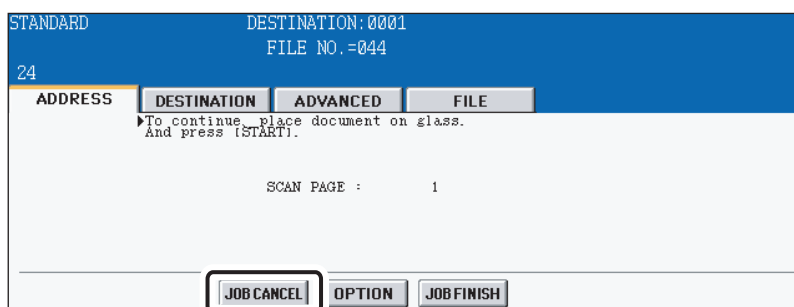 STANDARD DESTINATION:0001
FILE NO.=044
24
ADDRESS DESTINATION ADVANCED FILE
To continue, place document on glass.
And press [START].
SCAN PAGE : 1
JOB CANCEL OPTION JOB FINISH